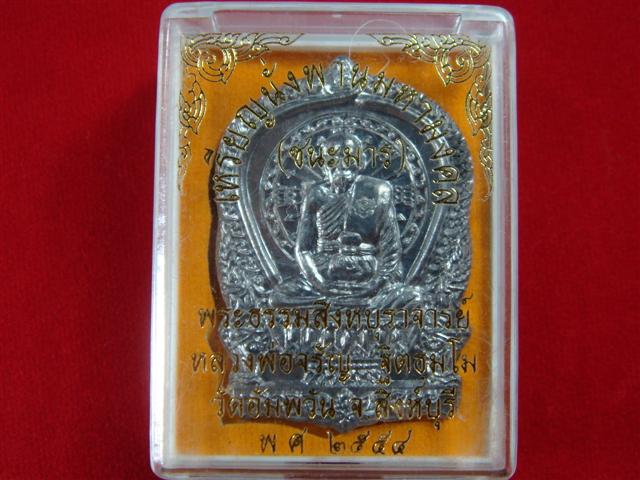 เหรียญนั่งพานมหามงคล
(ชนะมาร)
พระธรรมสิงหบุราจารย์
หลวงพ่อจรัญ ฐิตธมฺโม
วัดอัมพวัน จ.สิงห์บุรี
พ.ศ.๒๕๕๔